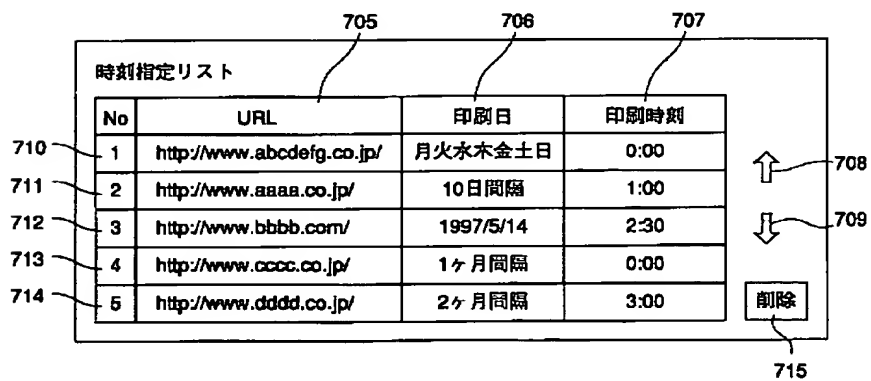 705 706 707
時刻指定リスト
No URL 印刷日 印刷時刻
710 1 http://www.abcdefg.co.jp/ 月火水木金土日 0:00
708
711 2 http://www.aaaa.co.jp/ 10日間隔 1:00
712 3 http://www.bbbb.com/ 1997/5/14 2:30
709
713 4 http://www.cccc.co.jp/ 1ヶ月間隔 0:00
714 5 http://www.dddd.co.jp/ 2ヶ月間隔 3:00
削除
715